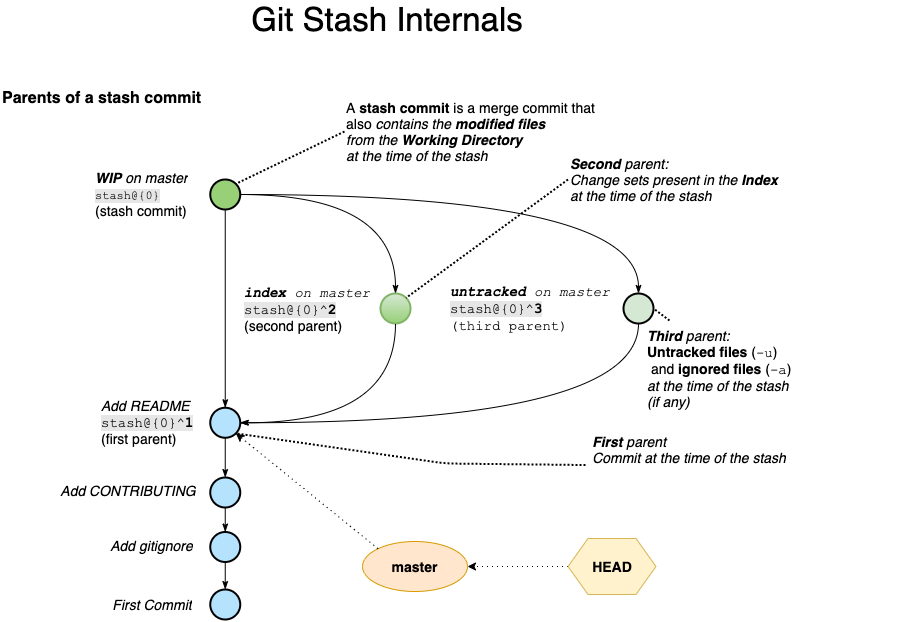 Git Stash Internals
Parents of a stash commit
A stash commit is a merge commit that
also contains the modified files
from the Working Directory
at the time of the stash
Second parent:
Change sets present in the Index
at the time of the stash
WIP on master
stash@{0}
(stash commit)
index on master
stash@{0}^2
(second parent)
untracked on master
stash@{0}^3
(third parent)
Third parent:
Untracked files (-u)
and ignored files (-a)
at the time of the stash
(if any)
Add README
stash@{0}^1
(first parent)
First parent
Commit at the time of the stash
Add CONTRIBUTING
Add gitignore
master
HEAD
First Commit